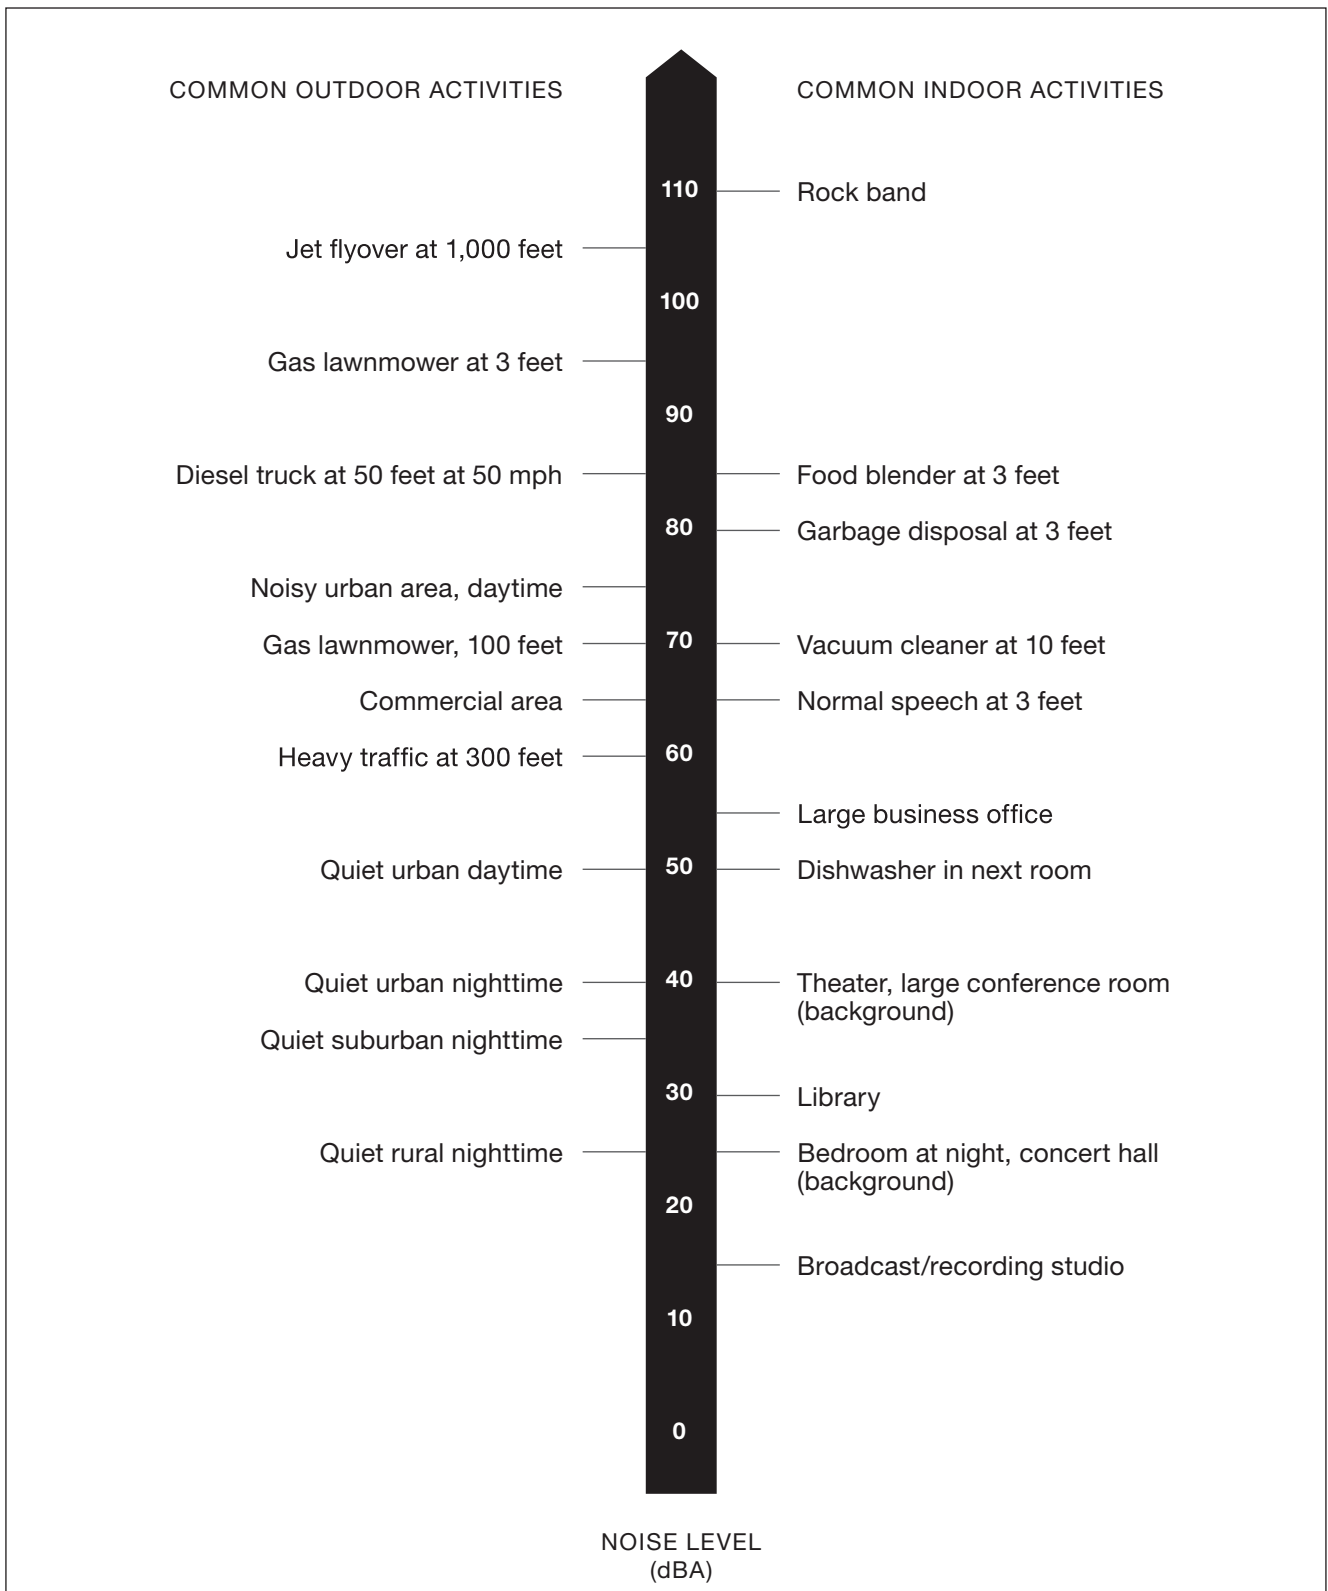 COMMON OUTDOOR ACTIVITIES
COMMON INDOOR ACTIVITIES
110
Rock band
Jet flyover at 1,000 feet
100
Gas lawnmower at 3 feet
90
Diesel truck at 50 feet at 50 mph
Food blender at 3 feet
80
Garbage disposal at 3 feet
Noisy urban area, daytime
Gas lawnmower, 100 feet
70
Vacuum cleaner at 10 feet
Commercial area
Normal speech at 3 feet
Heavy traffic at 300 feet
60
Large business office
Quiet urban daytime
50
Dishwasher in next room
Quiet urban nighttime
40
Theater, large conference room
(background)
Quiet suburban nighttime
30
Library
Quiet rural nighttime
Bedroom at night, concert hall
(background)
20
Broadcast/recording studio
10
0
NOISE LEVEL
(dBA)